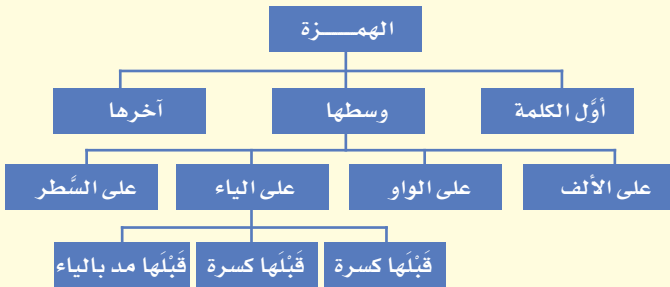 الهمـــــزة
أوَّل الكلمة
وسطها
آخرها
على الألف
على الواو
على الياء
على السَّطر
قَبْلَها كسرة
قَبْلَها كسرة
قَبْلَها مد بالياء